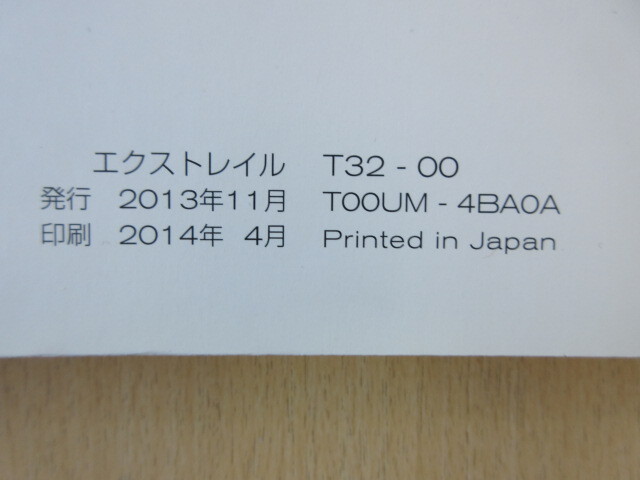 エクストレイル T32 - 00
発行 2013年11月 T00UM - 4BA0A
印刷 2014年 4月 Printed in Japan